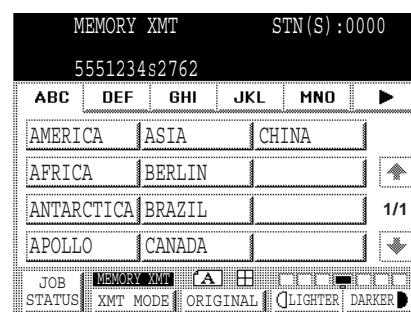 MEMORY XMT STN(S):0000
5551234s2762
ABC DEF GHI JKL MNO
AMERICA ASIA CHINA
AFRICA BERLIN
ANTARCTICA BRAZIL 1/1
APOLLO CANADA
JOB STATUS MEMORY XMT A
XMT MODE ORIGINAL LIGHTER DARKER